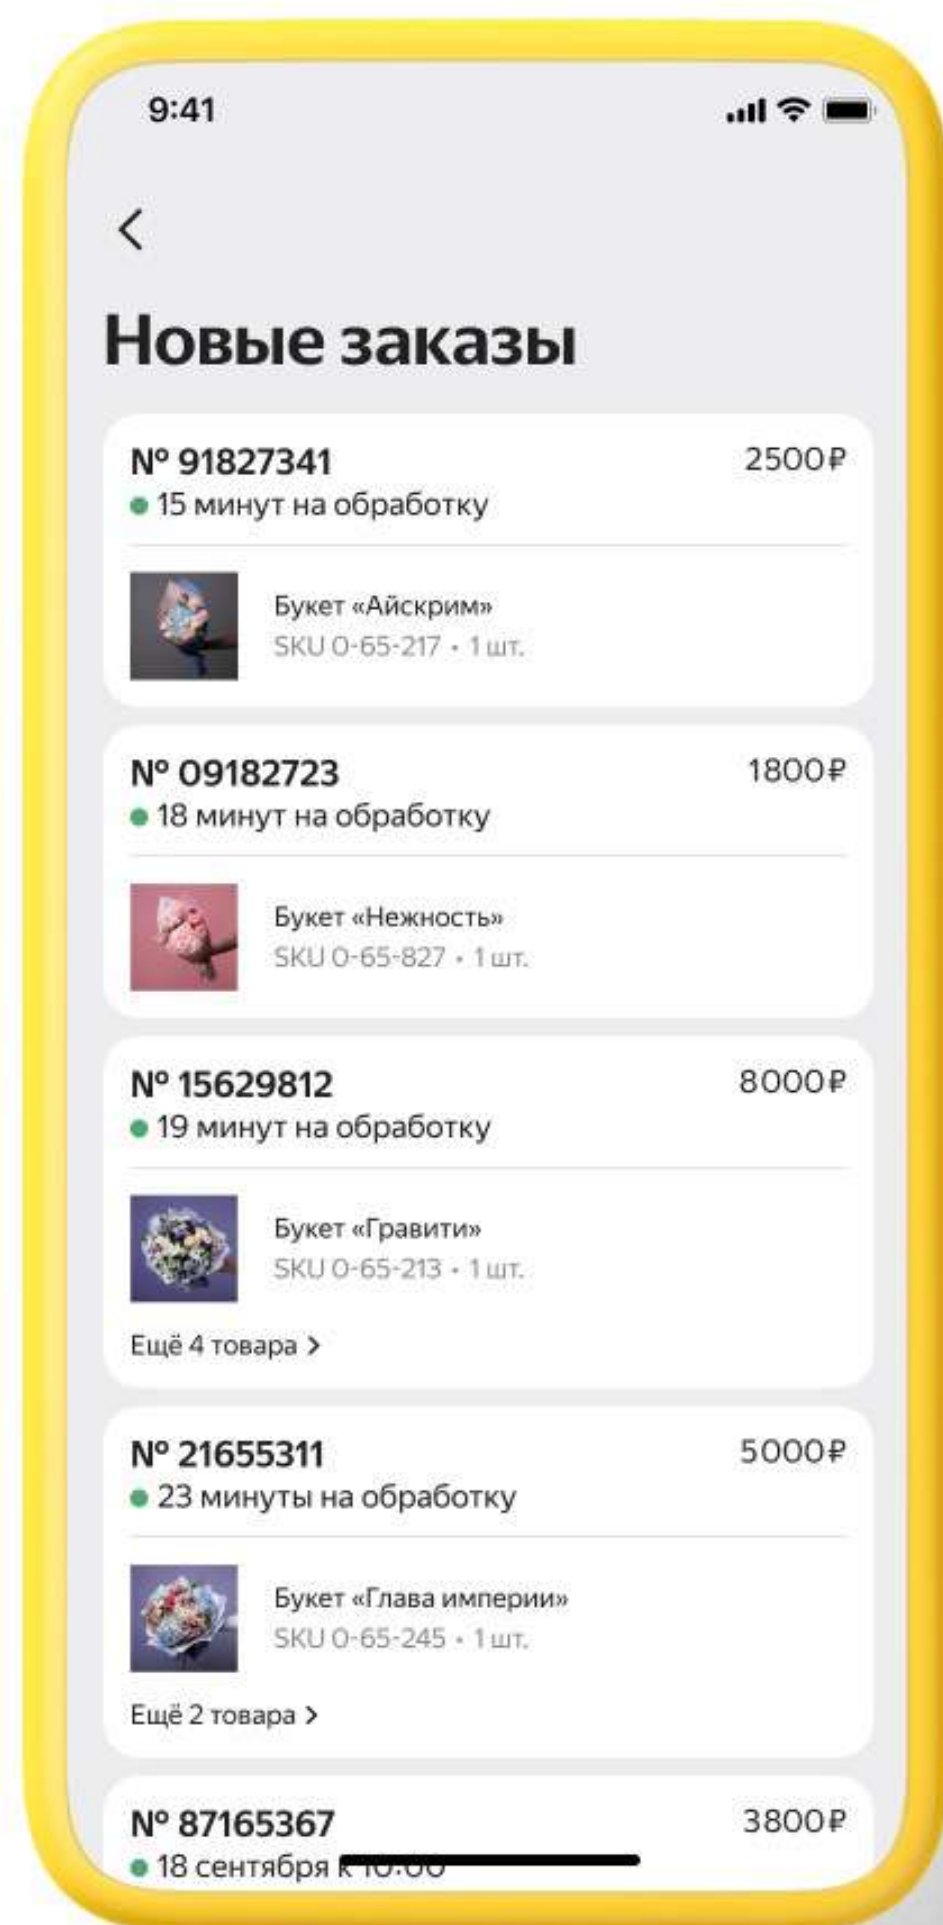 9:41
Новые заказы
№ 91827341 2500₽
15 минут на обработку
Букет «Айскрим»
SKU 0-65-217 • 1 шт.
№ 09182723 1800₽
18 минут на обработку
Букет «Нежность»
SKU 0-65-827 • 1 шт.
№ 15629812 8000₽
19 минут на обработку
Букет «Гравити»
SKU 0-65-213 • 1 шт.
Ещё 4 товара >
№ 21655311 5000₽
23 минуты на обработку
Букет «Глава империи»
SKU 0-65-245 • 1 шт.
Ещё 2 товара >
№ 87165367 3800₽
18 сентября к 10:00